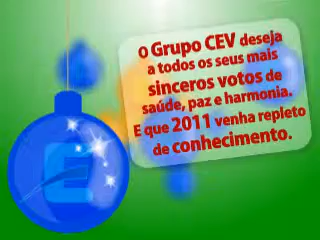 O Grupo CEV deseja
a todos os seus mais
sinceros votos de
saúde, paz e harmonia.
E que 2011 venha repleto
de conhecimento.